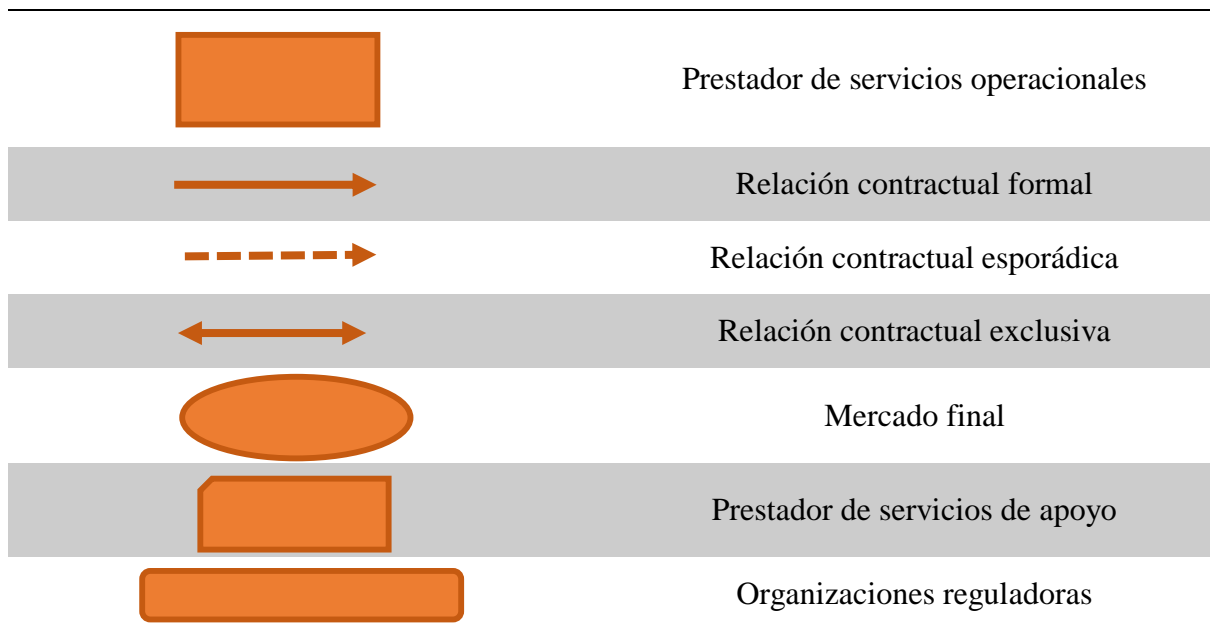 Prestador de servicios operacionales
Relación contractual formal
Relación contractual esporádica
Relación contractual exclusiva
Mercado final
Prestador de servicios de apoyo
Organizaciones reguladoras